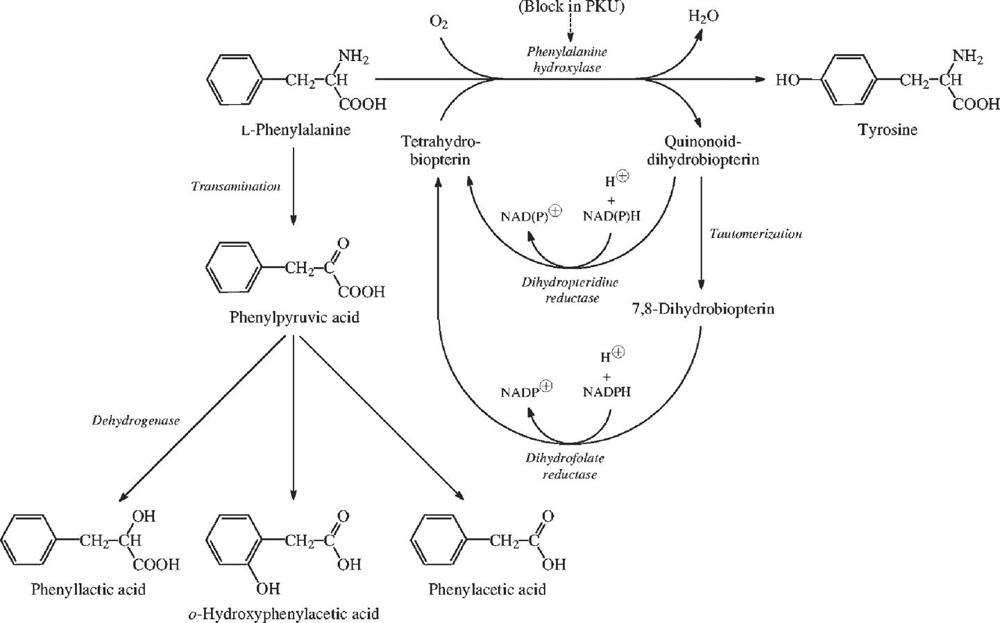 (Block in PKU)
O2
H2O
Phenylalanine
hydroxylase
NH2
CH2
CH
COOH
L-Phenylalanine
HO
NH2
CH2
CH
COOH
Tyrosine
Tetrahydro-
biopterin
Quinonoid-
dihydrobiopterin
Transamination
H⊕
+
NAD(P)⊕
NAD(P)H
Tautomerization
Dihydropteridine
reductase
O
CH2
C
COOH
Phenylpyruvic acid
7,8-Dihydrobiopterin
H⊕
+
NADP⊕
NADPH
Dihydrofolate
reductase
Dehydrogenase
OH
CH2
CH
COOH
Phenyllactic acid
O
CH2
C
OH
OH
o-Hydroxyphenylacetic acid
O
CH2
C
OH
Phenylacetic acid